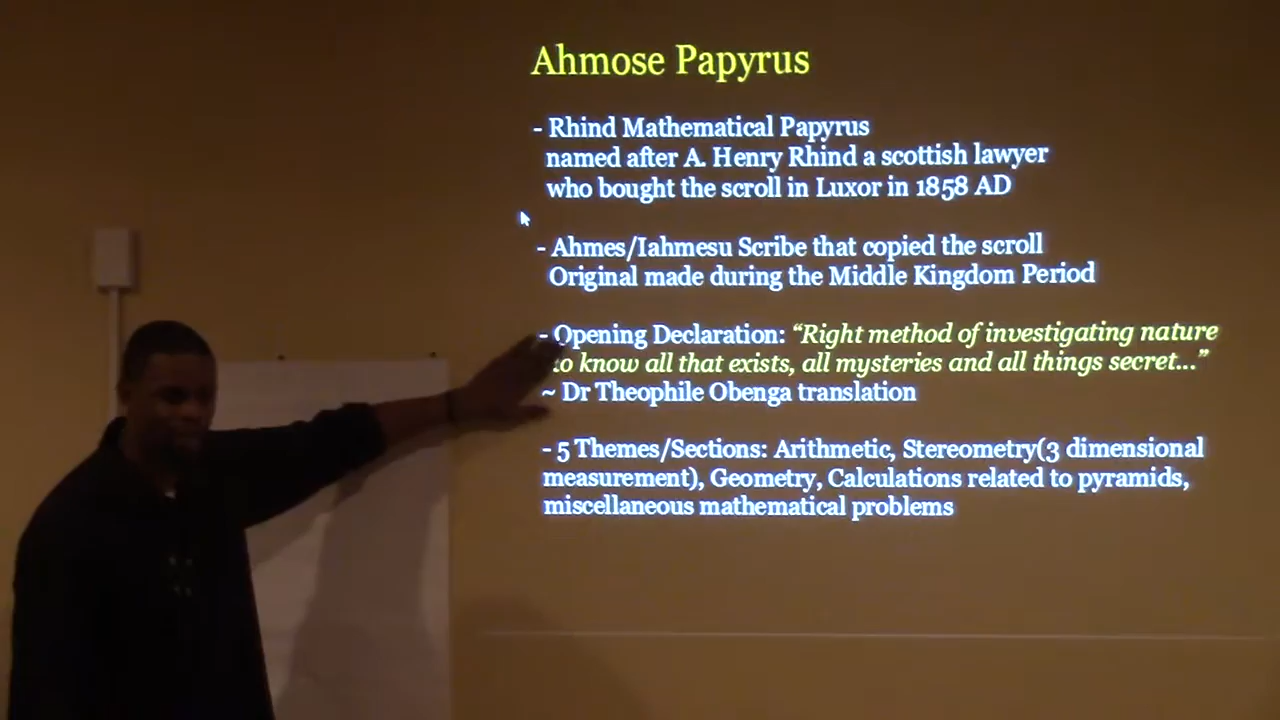 Ahmose Papyrus
- Rhind Mathematical Papyrus
named after A. Henry Rhind a scottish lawyer
who bought the scroll in Luxor in 1858 AD
- Ahmes/Iahmesu Scribe that copied the scroll
Original made during the Middle Kingdom Period
- Opening Declaration: “Right method of investigating nature
to know all that exists, all mysteries and all things secret...”
~ Dr Theophile Obenga translation
- 5 Themes/Sections: Arithmetic, Stereometry(3 dimensional
measurement), Geometry, Calculations related to pyramids,
miscellaneous mathematical problems